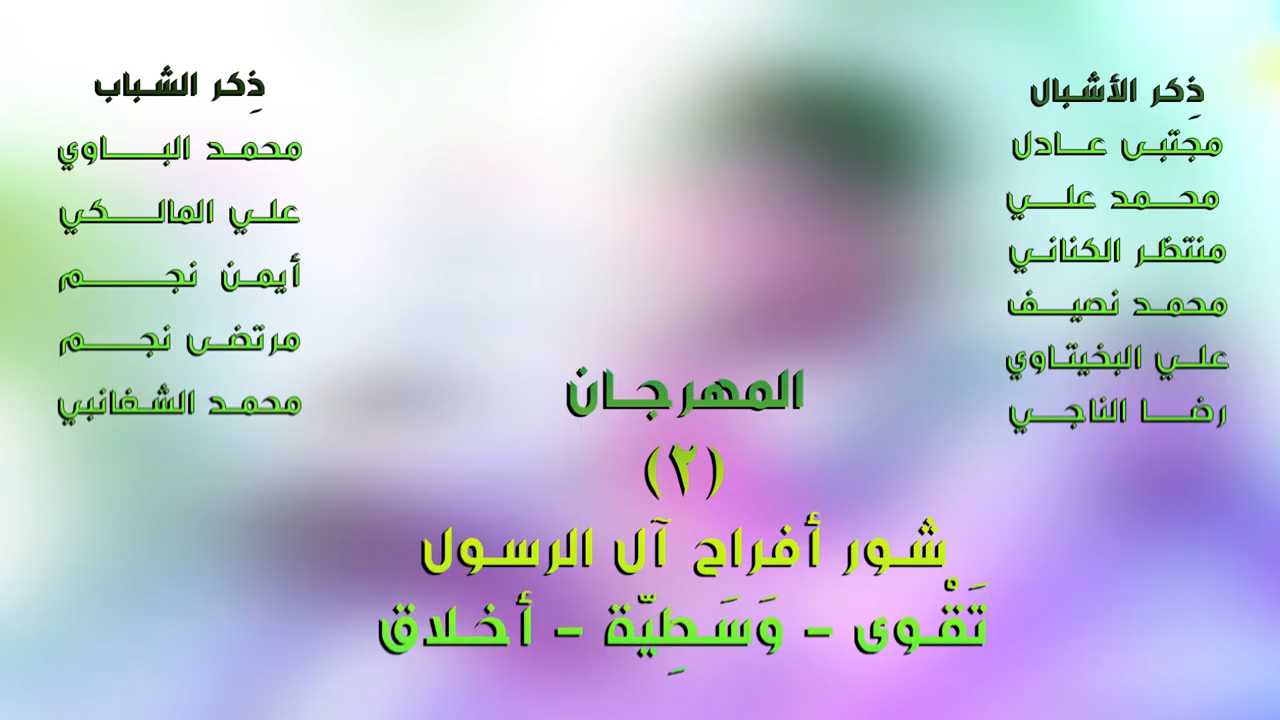 ذِكر الأشبال
مجتبى عادل
محمد علي
منتظر الكناني
محمد نصيف
علي البخيتاوي
رضا الناجي
ذِكر الشباب
محمد الباوي
علي المالكي
أيمن نجم
مرتضى نجم
محمد الشغانبي
المهرجان
(٢)
شور أفراح آل الرسول
تَقْوى - وَسَطِيّة - أخلاق